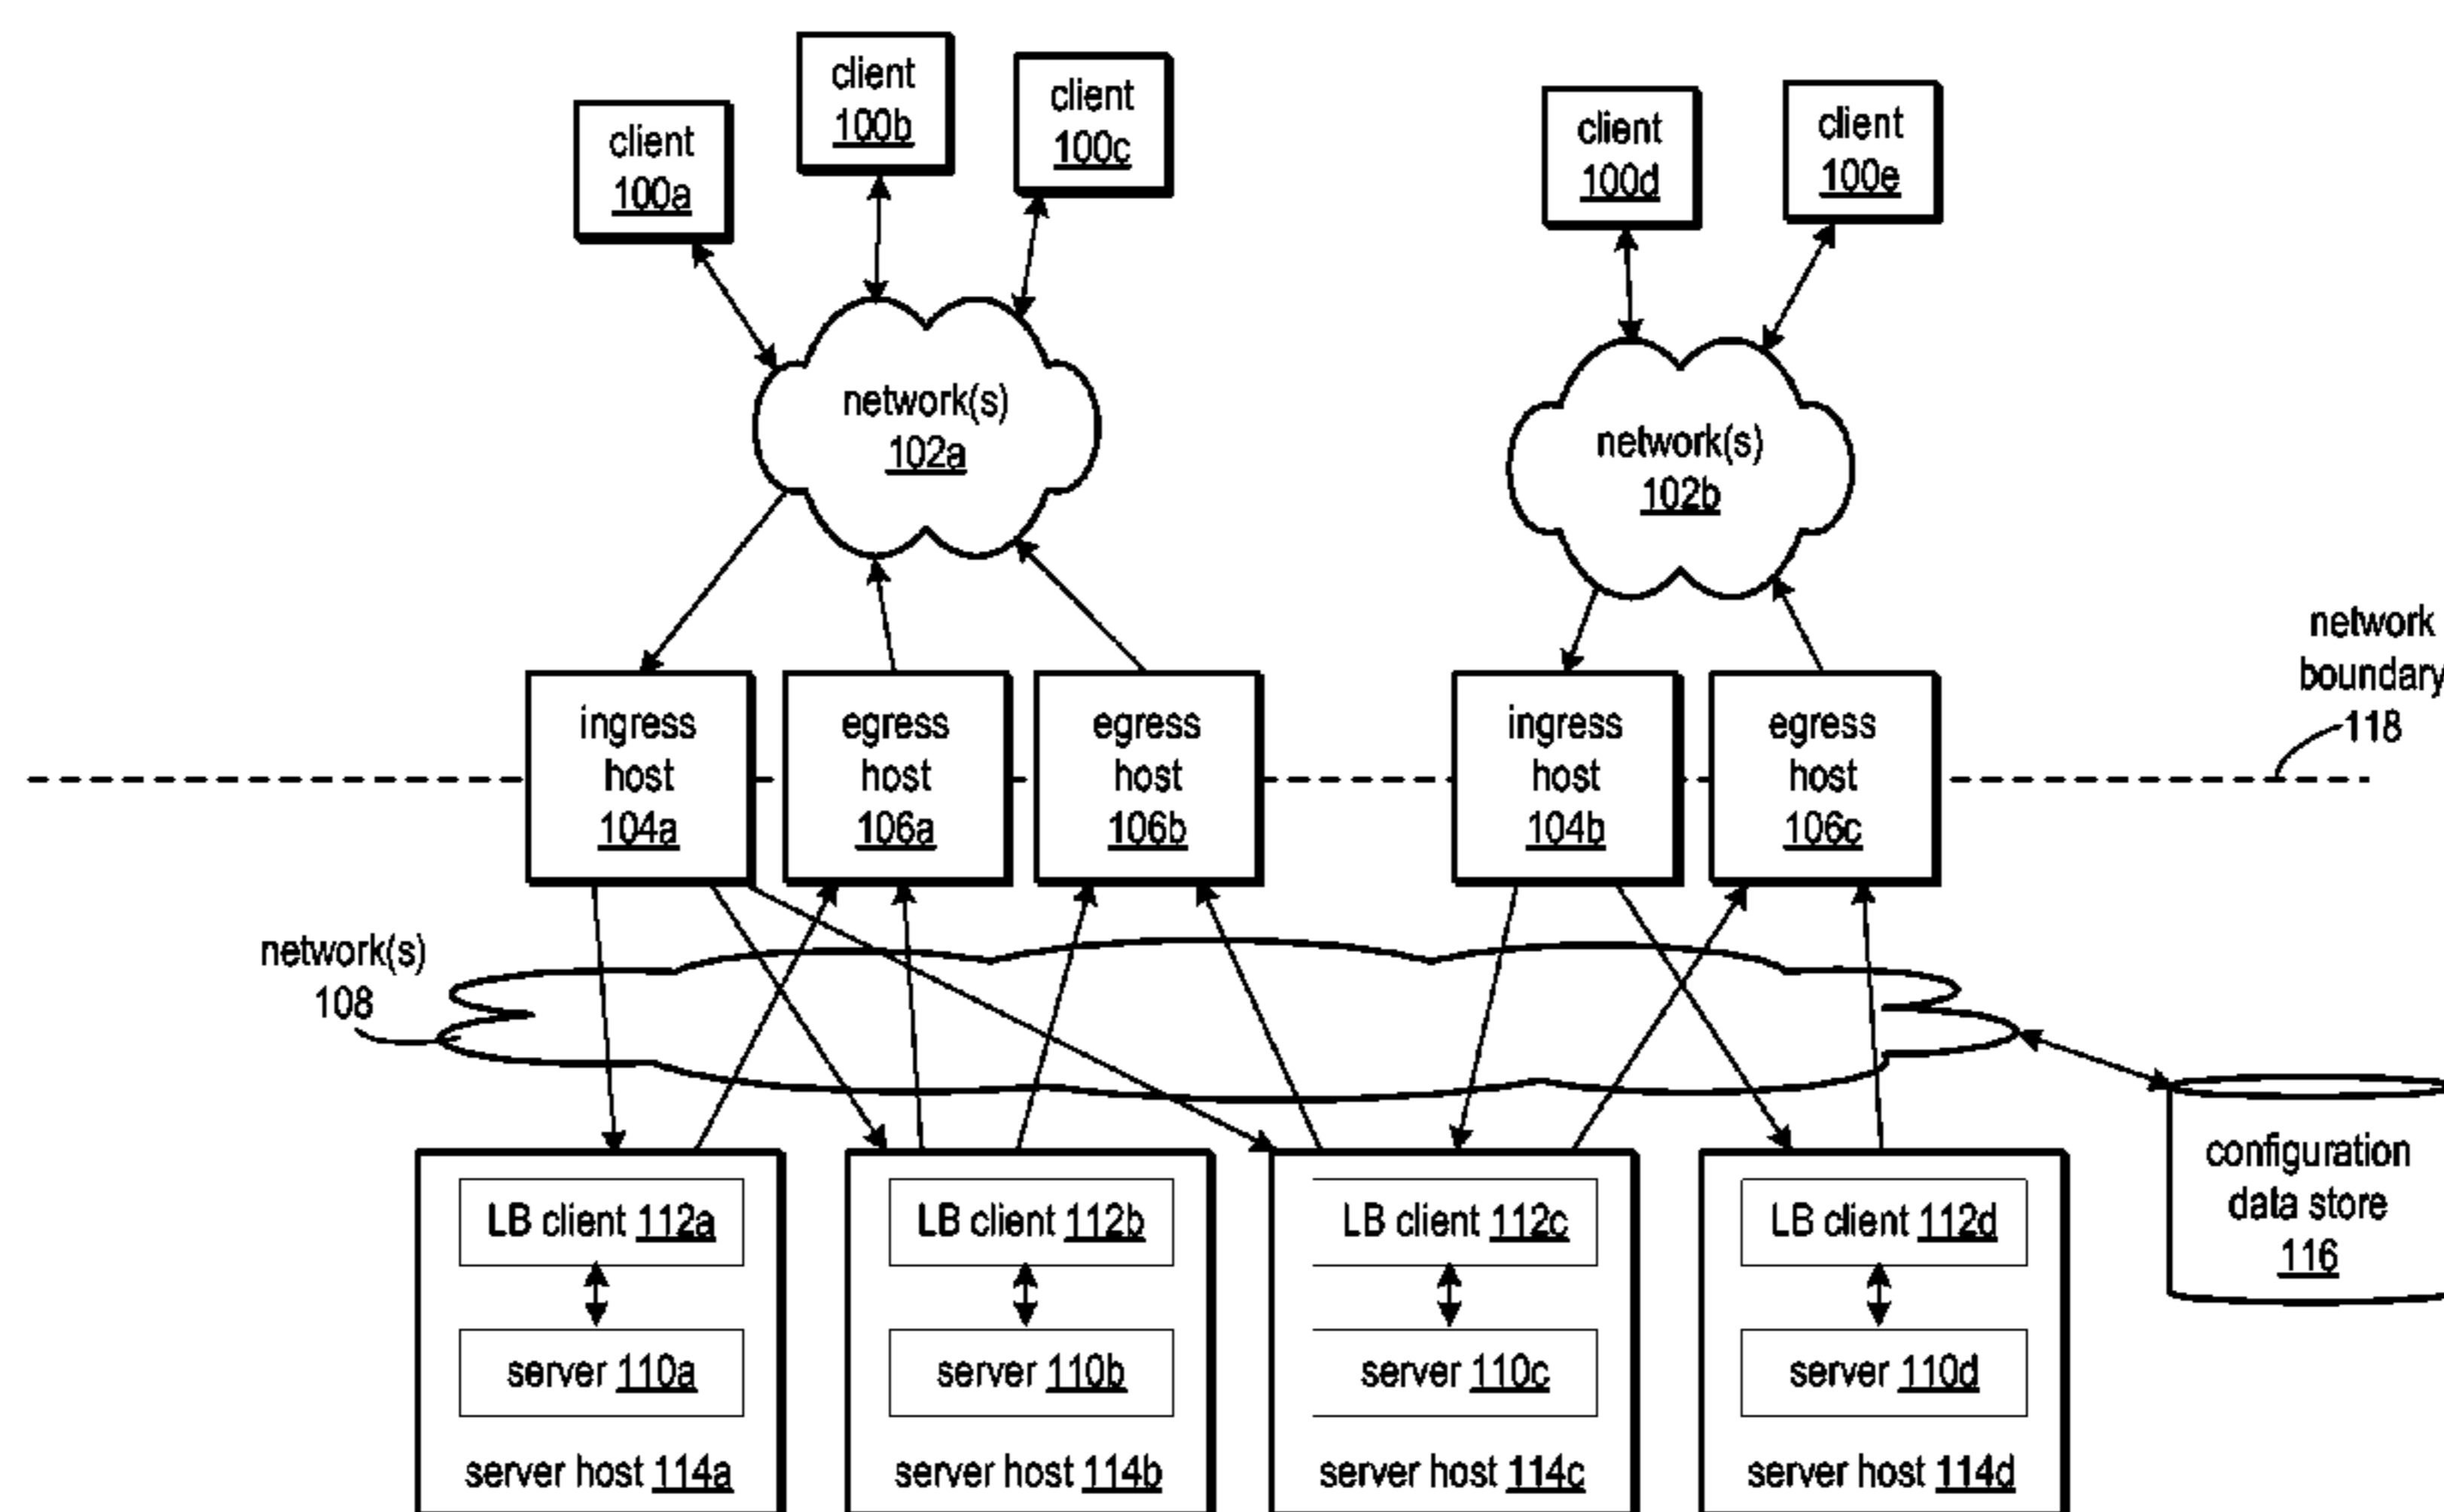 client
100a
client
100b
client
100c
client
100d
client
100e
network(s)
102a
network(s)
102b
network
boundary
118
ingress
host
104a
egress
host
106a
egress
host
106b
ingress
host
104b
egress
host
106c
network(s)
108
LB client 112a
server 110a
server host 114a
LB client 112b
server 110b
server host 114b
LB client 112c
server 110c
server host 114c
LB client 112d
server 110d
server host 114d
configuration
data store
116